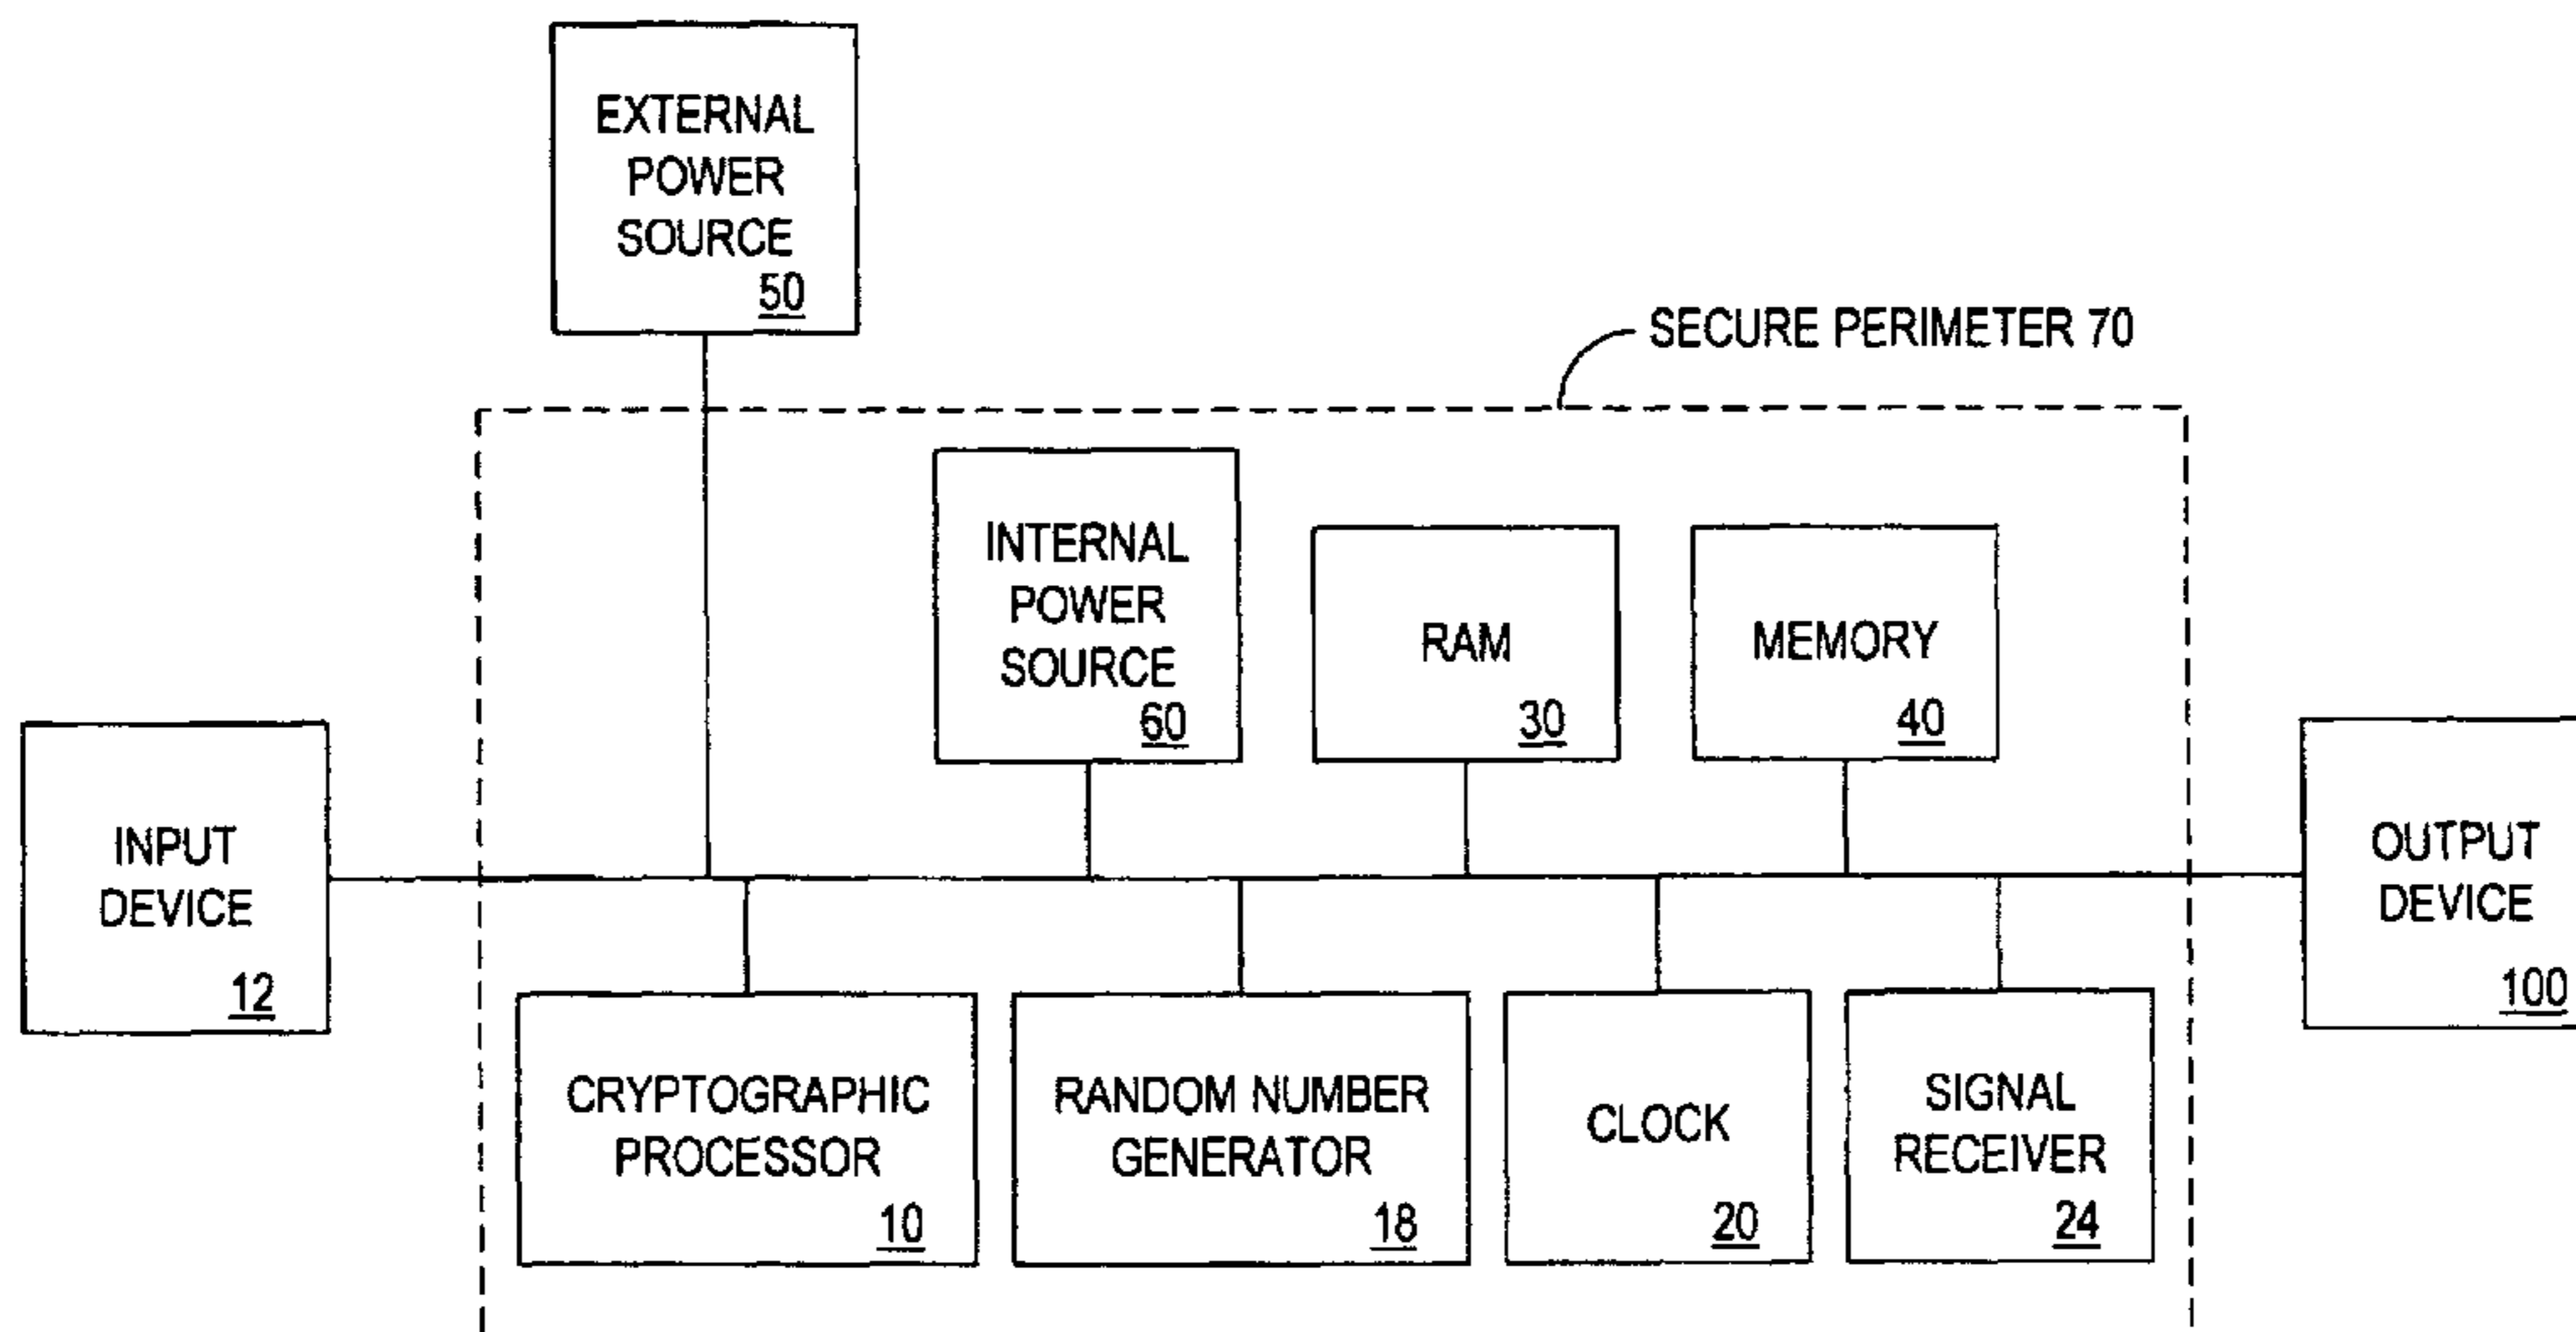 EXTERNAL
POWER
SOURCE
50
SECURE PERIMETER 70
INTERNAL
POWER
SOURCE
60
RAM
30
MEMORY
40
INPUT
DEVICE
12
OUTPUT
DEVICE
100
CRYPTOGRAPHIC
PROCESSOR
10
RANDOM NUMBER
GENERATOR
18
CLOCK
20
SIGNAL
RECEIVER
24